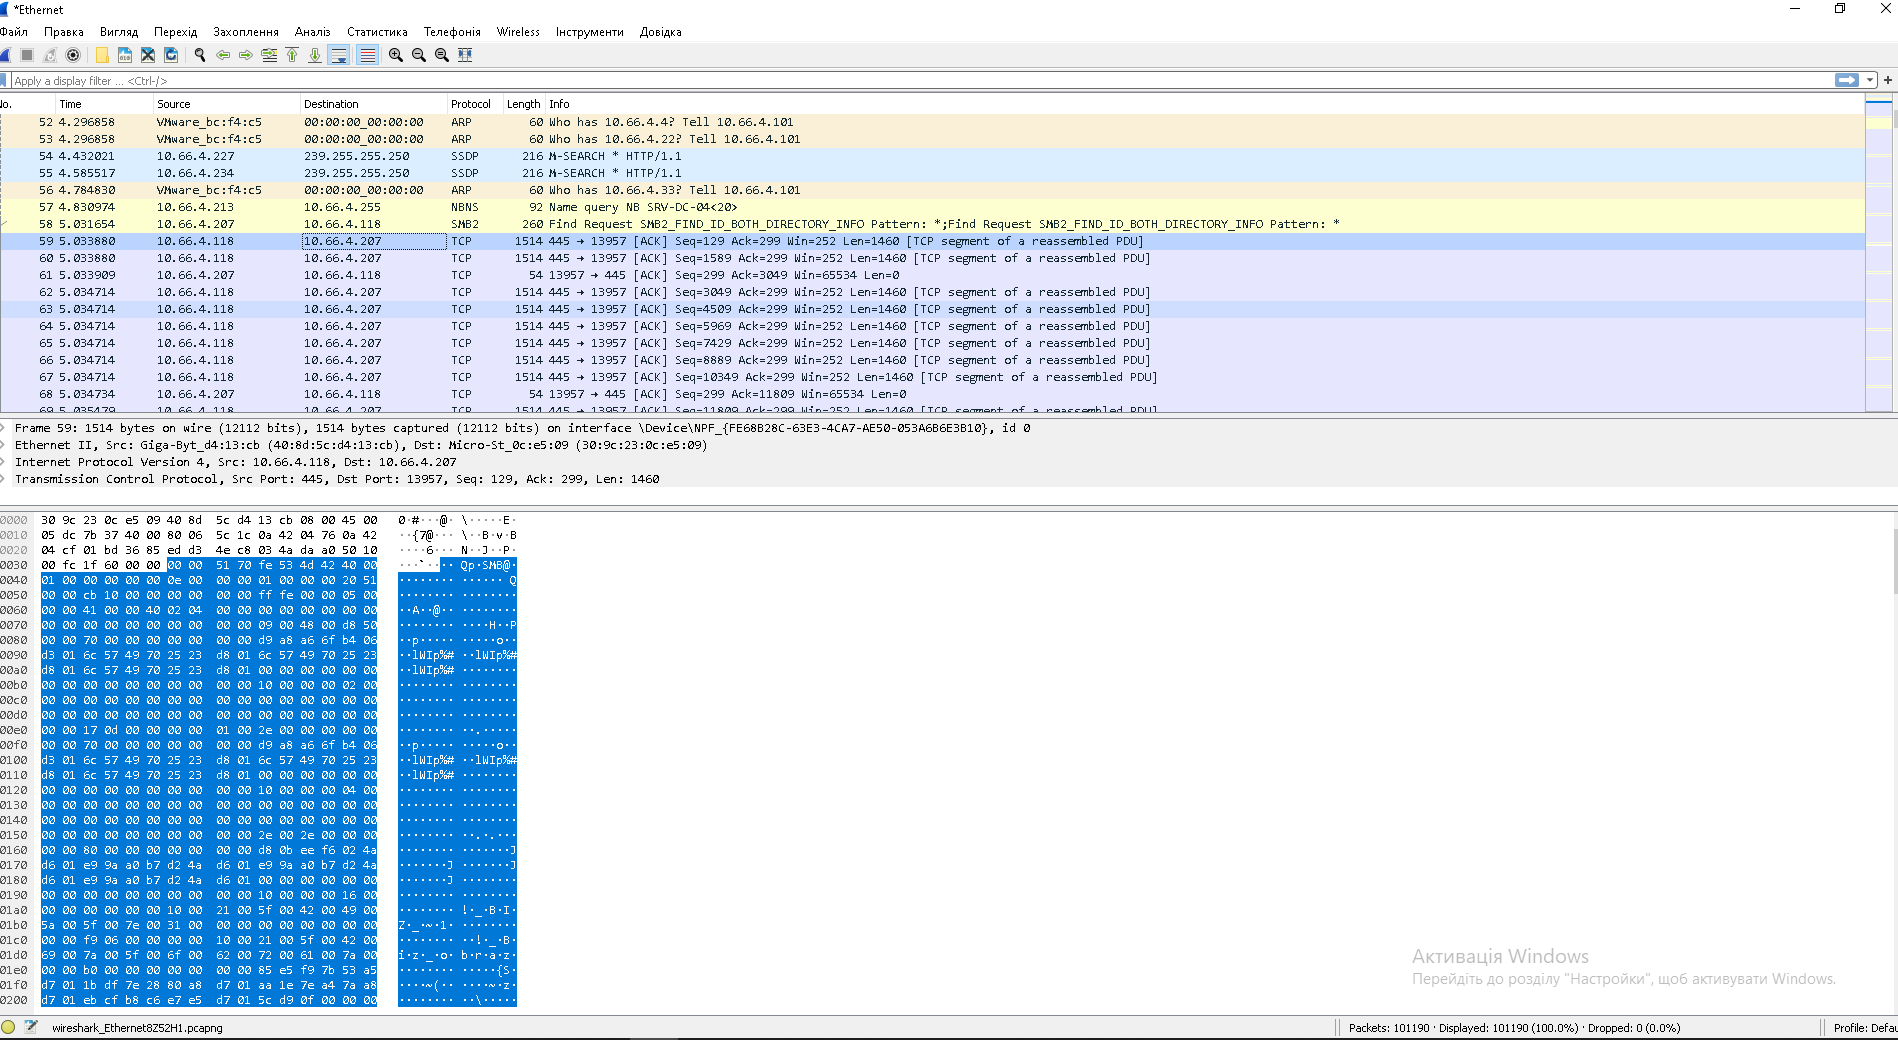 *Ethernet
Файл Правка Вигляд Перехід Захоплення Аналіз Статистика Телефонія Wireless Інструменти Довідка
Apply a display filter ... <Ctrl-/>
No. Time Source Destination Protocol Length Info
52 4.296858 VMware_bc:f4:c5 00:00:00_00:00:00 ARP 60 Who has 10.66.4.4? Tell 10.66.4.101
53 4.296858 VMware_bc:f4:c5 00:00:00_00:00:00 ARP 60 Who has 10.66.4.22? Tell 10.66.4.101
54 4.432021 10.66.4.227 239.255.255.250 SSDP 216 M-SEARCH * HTTP/1.1
55 4.585517 10.66.4.234 239.255.255.250 SSDP 216 M-SEARCH * HTTP/1.1
56 4.784830 VMware_bc:f4:c5 00:00:00_00:00:00 ARP 60 Who has 10.66.4.33? Tell 10.66.4.101
57 4.830974 10.66.4.213 10.66.4.255 NBNS 92 Name query NB SRV-DC-04<20>
58 5.031654 10.66.4.207 10.66.4.118 SMB2 260 Find Request SMB2_FIND_ID_BOTH_DIRECTORY_INFO Pattern: *;Find Request SMB2_FIND_ID_BOTH_DIRECTORY_INFO Pattern: *
59 5.033880 10.66.4.118 10.66.4.207 TCP 1514 445 → 13957 [ACK] Seq=129 Ack=299 Win=252 Len=1460 [TCP segment of a reassembled PDU]
60 5.033880 10.66.4.118 10.66.4.207 TCP 1514 445 → 13957 [ACK] Seq=1589 Ack=299 Win=252 Len=1460 [TCP segment of a reassembled PDU]
61 5.033909 10.66.4.207 10.66.4.118 TCP 54 13957 → 445 [ACK] Seq=299 Ack=3049 Win=65534 Len=0
62 5.034714 10.66.4.118 10.66.4.207 TCP 1514 445 → 13957 [ACK] Seq=3049 Ack=299 Win=252 Len=1460 [TCP segment of a reassembled PDU]
63 5.034714 10.66.4.118 10.66.4.207 TCP 1514 445 → 13957 [ACK] Seq=4509 Ack=299 Win=252 Len=1460 [TCP segment of a reassembled PDU]
64 5.034714 10.66.4.118 10.66.4.207 TCP 1514 445 → 13957 [ACK] Seq=5969 Ack=299 Win=252 Len=1460 [TCP segment of a reassembled PDU]
65 5.034714 10.66.4.118 10.66.4.207 TCP 1514 445 → 13957 [ACK] Seq=7429 Ack=299 Win=252 Len=1460 [TCP segment of a reassembled PDU]
66 5.034714 10.66.4.118 10.66.4.207 TCP 1514 445 → 13957 [ACK] Seq=8889 Ack=299 Win=252 Len=1460 [TCP segment of a reassembled PDU]
67 5.034714 10.66.4.118 10.66.4.207 TCP 1514 445 → 13957 [ACK] Seq=10349 Ack=299 Win=252 Len=1460 [TCP segment of a reassembled PDU]
68 5.034734 10.66.4.207 10.66.4.118 TCP 54 13957 → 445 [ACK] Seq=299 Ack=11809 Win=65534 Len=0
69 5.035479 10.66.4.118 10.66.4.207 TCP 1514 445 → 13957 [ACK] Seq=11809 Ack=299 Win=252 Len=1460 [TCP segment of a reassembled PDU]
Frame 59: 1514 bytes on wire (12112 bits), 1514 bytes captured (12112 bits) on interface \Device\NPF_{FE68B28C-63E3-4CA7-AE50-053A6B6E3B10}, id 0
Ethernet II, Src: Giga-Byt_d4:13:cb (40:8d:5c:d4:13:cb), Dst: Micro-St_0c:e5:09 (30:9c:23:0c:e5:09)
Internet Protocol Version 4, Src: 10.66.4.118, Dst: 10.66.4.207
Transmission Control Protocol, Src Port: 445, Dst Port: 13957, Seq: 129, Ack: 299, Len: 1460
0000 30 9c 23 0c e5 09 40 8d 5c d4 13 cb 08 00 45 00 0·#···@· \·····E·
0010 05 dc 7b 37 40 00 80 06 5c 1c 0a 42 04 76 0a 42 ··{7@··· \··B·v·B
0020 04 cf 01 bd 36 85 ed d3 4e c8 03 4a da a0 50 10 ····6··· N··J··P·
0030 00 fc 1f 60 00 00 00 00 51 70 fe 53 4d 42 40 00 ···`···· Qp·SMB@·
0040 01 00 00 00 00 00 0e 00 00 00 01 00 00 00 20 51 ········ ······ Q
0050 00 00 cb 10 00 00 00 00 00 00 ff fe 00 00 05 00 ········ ········
0060 00 00 41 00 00 40 02 04 00 00 00 00 00 00 00 00 ··A··@·· ········
0070 00 00 00 00 00 00 00 00 00 00 09 00 48 00 d8 50 ········ ····H··P
0080 00 00 70 00 00 00 00 00 00 00 d9 a8 a6 6f b4 06 ··p····· ·····o··
0090 d3 01 6c 57 49 70 25 23 d8 01 6c 57 49 70 25 23 ··lWIp%# ··lWIp%#
00a0 d8 01 6c 57 49 70 25 23 d8 01 00 00 00 00 00 00 ··lWIp%# ········
00b0 00 00 00 00 00 00 00 00 00 00 10 00 00 00 02 00 ········ ········
00c0 00 00 00 00 00 00 00 00 00 00 00 00 00 00 00 00 ········ ········
00d0 00 00 00 00 00 00 00 00 00 00 00 00 00 00 00 00 ········ ········
00e0 00 00 17 0d 00 00 00 00 01 00 2e 00 00 00 00 00 ········ ··.·····
00f0 00 00 70 00 00 00 00 00 00 00 d9 a8 a6 6f b4 06 ··p····· ·····o··
0100 d3 01 6c 57 49 70 25 23 d8 01 6c 57 49 70 25 23 ··lWIp%# ··lWIp%#
0110 d8 01 6c 57 49 70 25 23 d8 01 00 00 00 00 00 00 ··lWIp%# ········
0120 00 00 00 00 00 00 00 00 00 00 10 00 00 00 04 00 ········ ········
0130 00 00 00 00 00 00 00 00 00 00 00 00 00 00 00 00 ········ ········
0140 00 00 00 00 00 00 00 00 00 00 00 00 00 00 00 00 ········ ········
0150 00 00 00 00 00 00 00 00 00 00 2e 00 2e 00 00 00 ········ ··.·.···
0160 00 00 80 00 00 00 00 00 00 00 d8 0b ee f6 02 4a ········ ·······J
0170 d6 01 e9 9a a0 b7 d2 4a d6 01 e9 9a a0 b7 d2 4a ·······J ·······J
0180 d6 01 e9 9a a0 b7 d2 4a d6 01 00 00 00 00 00 00 ·······J ········
0190 00 00 00 00 00 00 00 00 00 00 10 00 00 00 16 00 ········ ········
01a0 00 00 00 00 00 00 10 00 21 00 5f 00 42 00 49 00 ········ !·_·B·I·
01b0 5a 00 5f 00 7e 00 31 00 00 00 00 00 00 00 00 00 Z·_·~·1· ········
01c0 00 00 f9 06 00 00 00 00 10 00 21 00 5f 00 42 00 ········ ··!·_·B·
01d0 69 00 7a 00 5f 00 6f 00 62 00 72 00 61 00 7a 00 i·z·_·o· b·r·a·z·
01e0 00 00 b0 00 00 00 00 00 00 00 85 e5 f9 7b 53 a5 ········ ·····{S·
01f0 d7 01 1b df 7e 28 80 a8 d7 01 aa 1e 7e a4 7a a8 ····~(·· ····~·z·
0200 d7 01 eb cf b8 c6 e7 e5 d7 01 5c d9 0f 00 00 00 ········ ··\·····
Активація Windows
Перейдіть до розділу "Настройки", щоб активувати Windows.
wireshark_Ethernet8Z52H1.pcapng Packets: 101190 · Displayed: 101190 (100.0%) · Dropped: 0 (0.0%) Profile: Defau